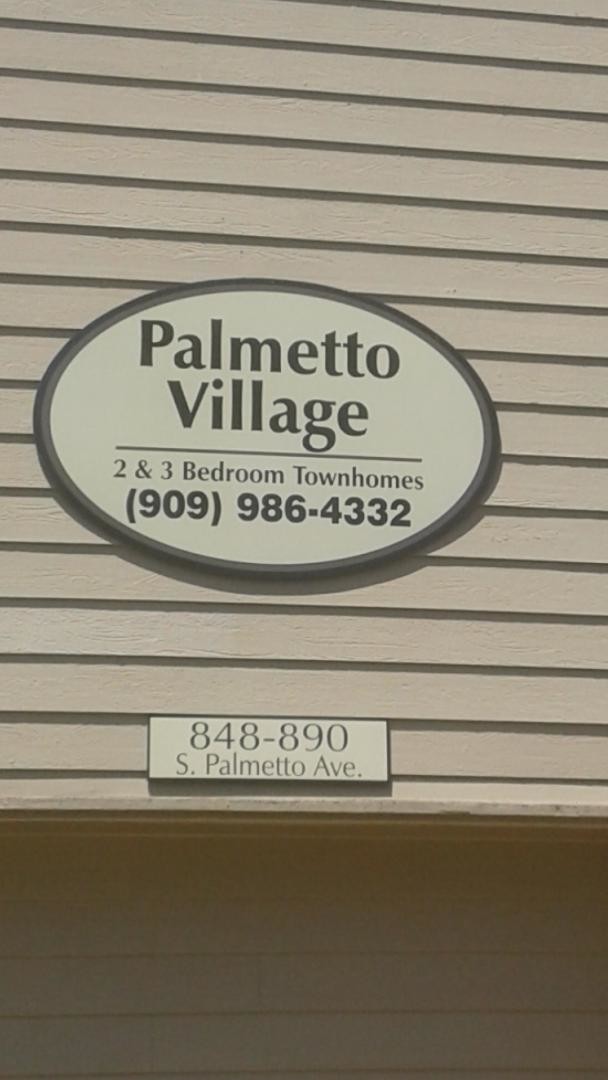 Palmetto
Village
2 & 3 Bedroom Townhomes
(909) 986-4332
848-890
S. Palmetto Ave.